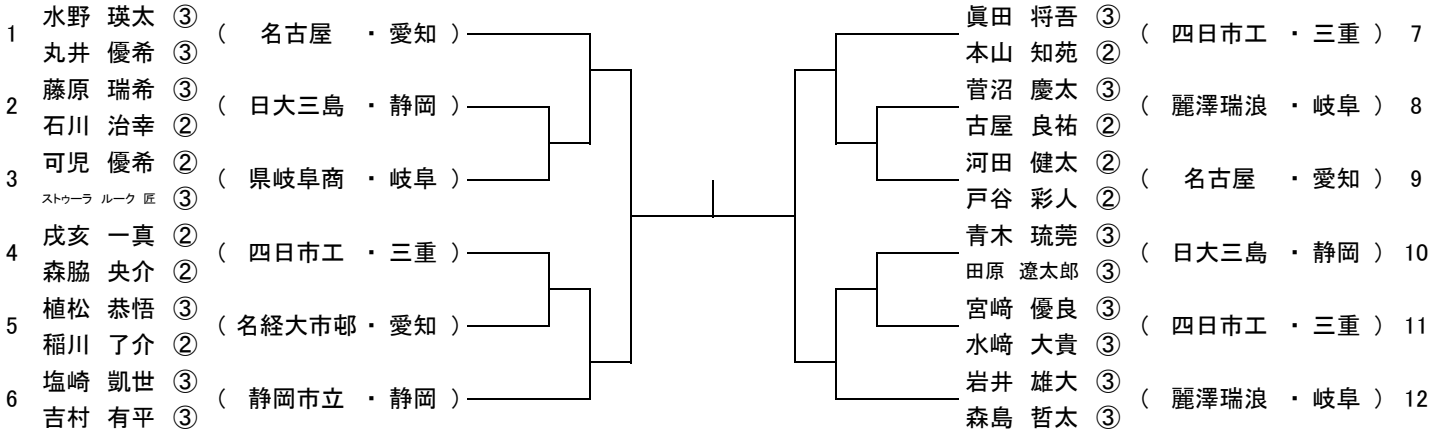 1 水野 瑛太 ③
丸井 優希 ③
( 名古屋 ・ 愛知 )
2 藤原 瑞希 ③
石川 治幸 ②
( 日大三島 ・ 静岡 )
3 可児 優希 ②
ストゥーラ ルーク 匠 ③
( 県岐阜商 ・ 岐阜 )
4 戌亥 一真 ②
森脇 央介 ②
( 四日市工 ・ 三重 )
5 植松 恭悟 ③
稲川 了介 ②
( 名経大市邨 ・ 愛知 )
6 塩崎 凱世 ③
吉村 有平 ③
( 静岡市立 ・ 静岡 )
眞田 将吾 ③
本山 知苑 ②
( 四日市工 ・ 三重 ) 7
菅沼 慶太 ③
古屋 良祐 ②
( 麗澤瑞浪 ・ 岐阜 ) 8
河田 健太 ②
戸谷 彩人 ②
( 名古屋 ・ 愛知 ) 9
青木 琉莞 ③
田原 遼太郎 ③
( 日大三島 ・ 静岡 ) 10
宮﨑 優良 ③
水﨑 大貴 ③
( 四日市工 ・ 三重 ) 11
岩井 雄大 ③
森島 哲太 ③
( 麗澤瑞浪 ・ 岐阜 ) 12